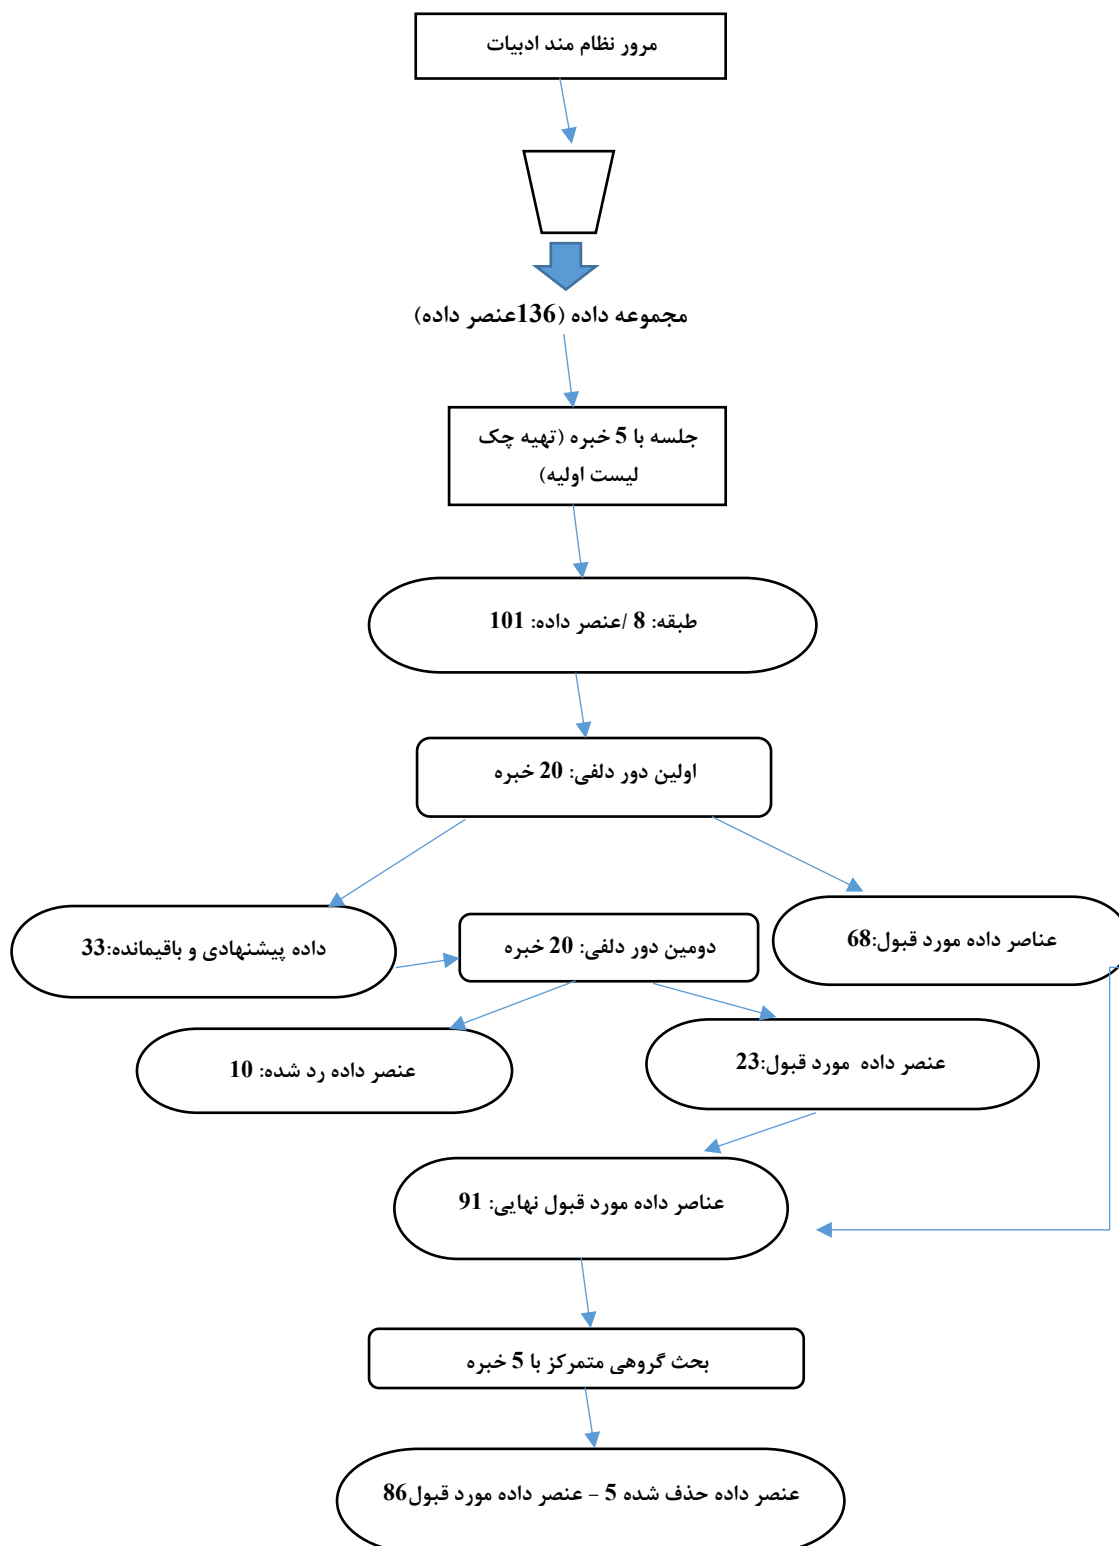 مرور نظام مند ادبیات
مجموعه داده (136عنصر داده)
جلسه با 5 خبره (تهیه چک
لیست اولیه)
طبقه: 8 /عنصر داده: 101
اولین دور دلفی: 20 خبره
عناصر داده مورد قبول:68
داده پیشنهادی و باقیمانده:33
دومین دور دلفی: 20 خبره
عنصر داده مورد قبول:23
عنصر داده رد شده: 10
عناصر داده مورد قبول نهایی: 91
بحث گروهی متمرکز با 5 خبره
عنصر داده حذف شده 5 – عنصر داده مورد قبول86